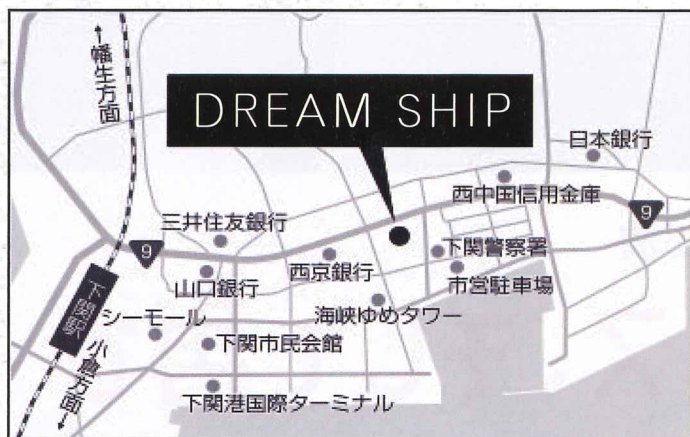 ←幡生方面
DREAM SHIP
日本銀行
西中国信用金庫
9
三井住友銀行
9
下関警察署
西京銀行
市営駐車場
山口銀行
下関駅
海峡ゆめタワー
シーモール
下関市民会館
小倉方面→
下関港国際ターミナル